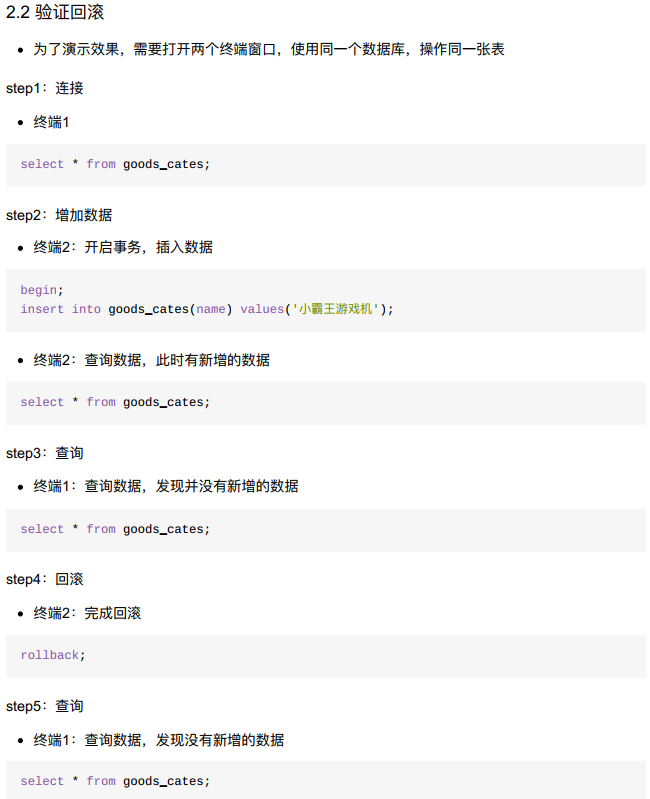 2.2 验证回滚
• 为了演示效果，需要打开两个终端窗口，使用同一个数据库，操作同一张表
step1：连接
• 终端1
select * from goods_cates;
step2：增加数据
• 终端2：开启事务，插入数据
begin;
insert into goods_cates(name) values('小霸王游戏机');
• 终端2：查询数据，此时有新增的数据
select * from goods_cates;
step3：查询
• 终端1：查询数据，发现并没有新增的数据
select * from goods_cates;
step4：回滚
• 终端2：完成回滚
rollback;
step5：查询
• 终端1：查询数据，发现没有新增的数据
select * from goods_cates;